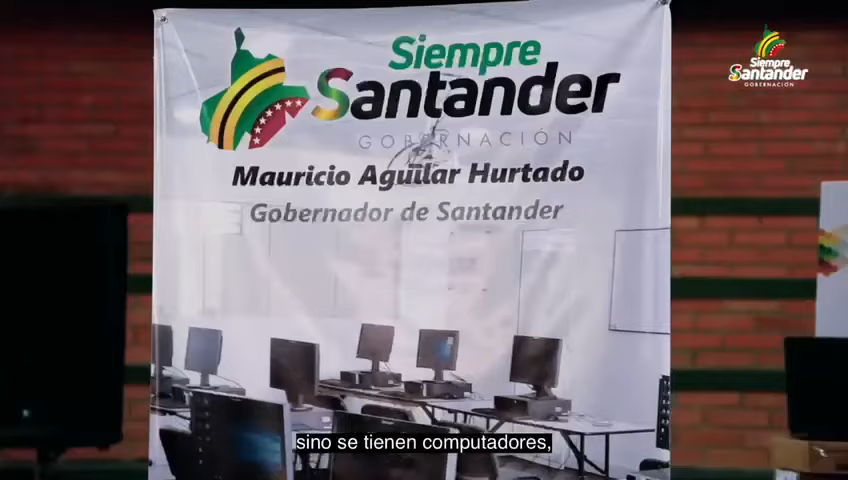 Siempre
Santander
GOBERNACIÓN
Mauricio Aguilar Hurtado
Gobernador de Santander
Siempre
Santander
GOBERNACIÓN
sino se tienen computadores,